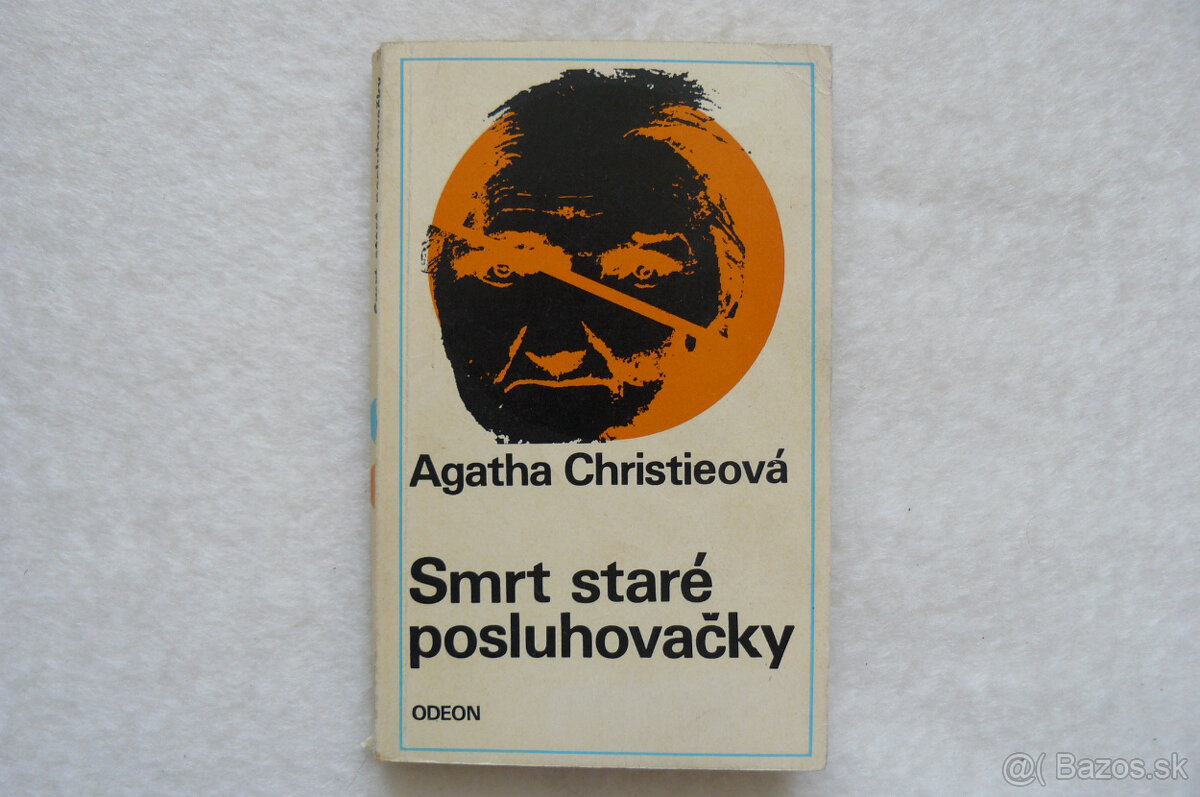 Agatha Christieová
Smrt staré
posluhovačky
ODEON
@( Bazos.sk